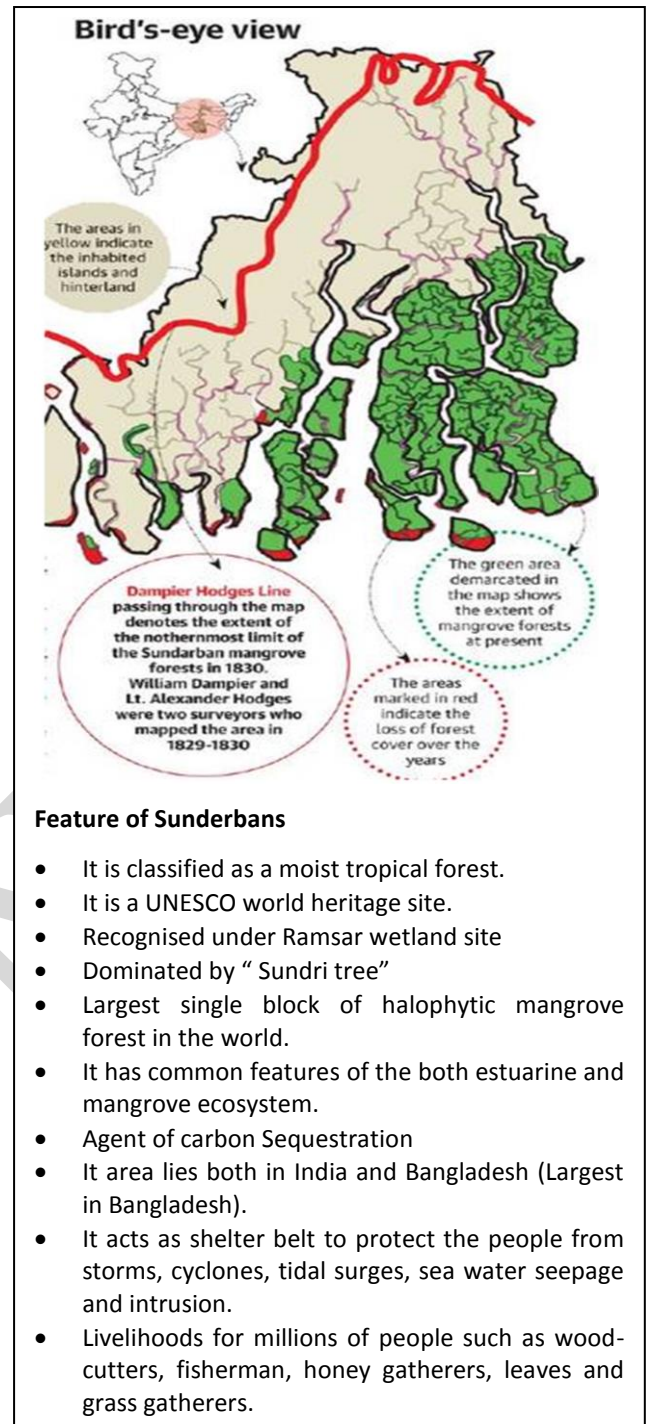 Bird's-eye view
The areas in
yellow indicate
the inhabited
islands and
hinterland
Dampier Hodges Line
passing through the map
denotes the extent of
the nothernmost limit of
the Sundarban mangrove
forests in 1830.
William Dampier and
Lt. Alexander Hodges
were two surveyors who
mapped the area in
1829-1830
The green area
demarcated in
the map shows
the extent of
mangrove forests
at present
The areas
marked in red
indicate the
loss of forest
cover over the
years
Feature of Sunderbans
• It is classified as a moist tropical forest.
• It is a UNESCO world heritage site.
• Recognised under Ramsar wetland site
• Dominated by “ Sundri tree”
• Largest single block of halophytic mangrove
forest in the world.
• It has common features of the both estuarine and
mangrove ecosystem.
• Agent of carbon Sequestration
• It area lies both in India and Bangladesh (Largest
in Bangladesh).
• It acts as shelter belt to protect the people from
storms, cyclones, tidal surges, sea water seepage
and intrusion.
• Livelihoods for millions of people such as wood-
cutters, fisherman, honey gatherers, leaves and
grass gatherers.